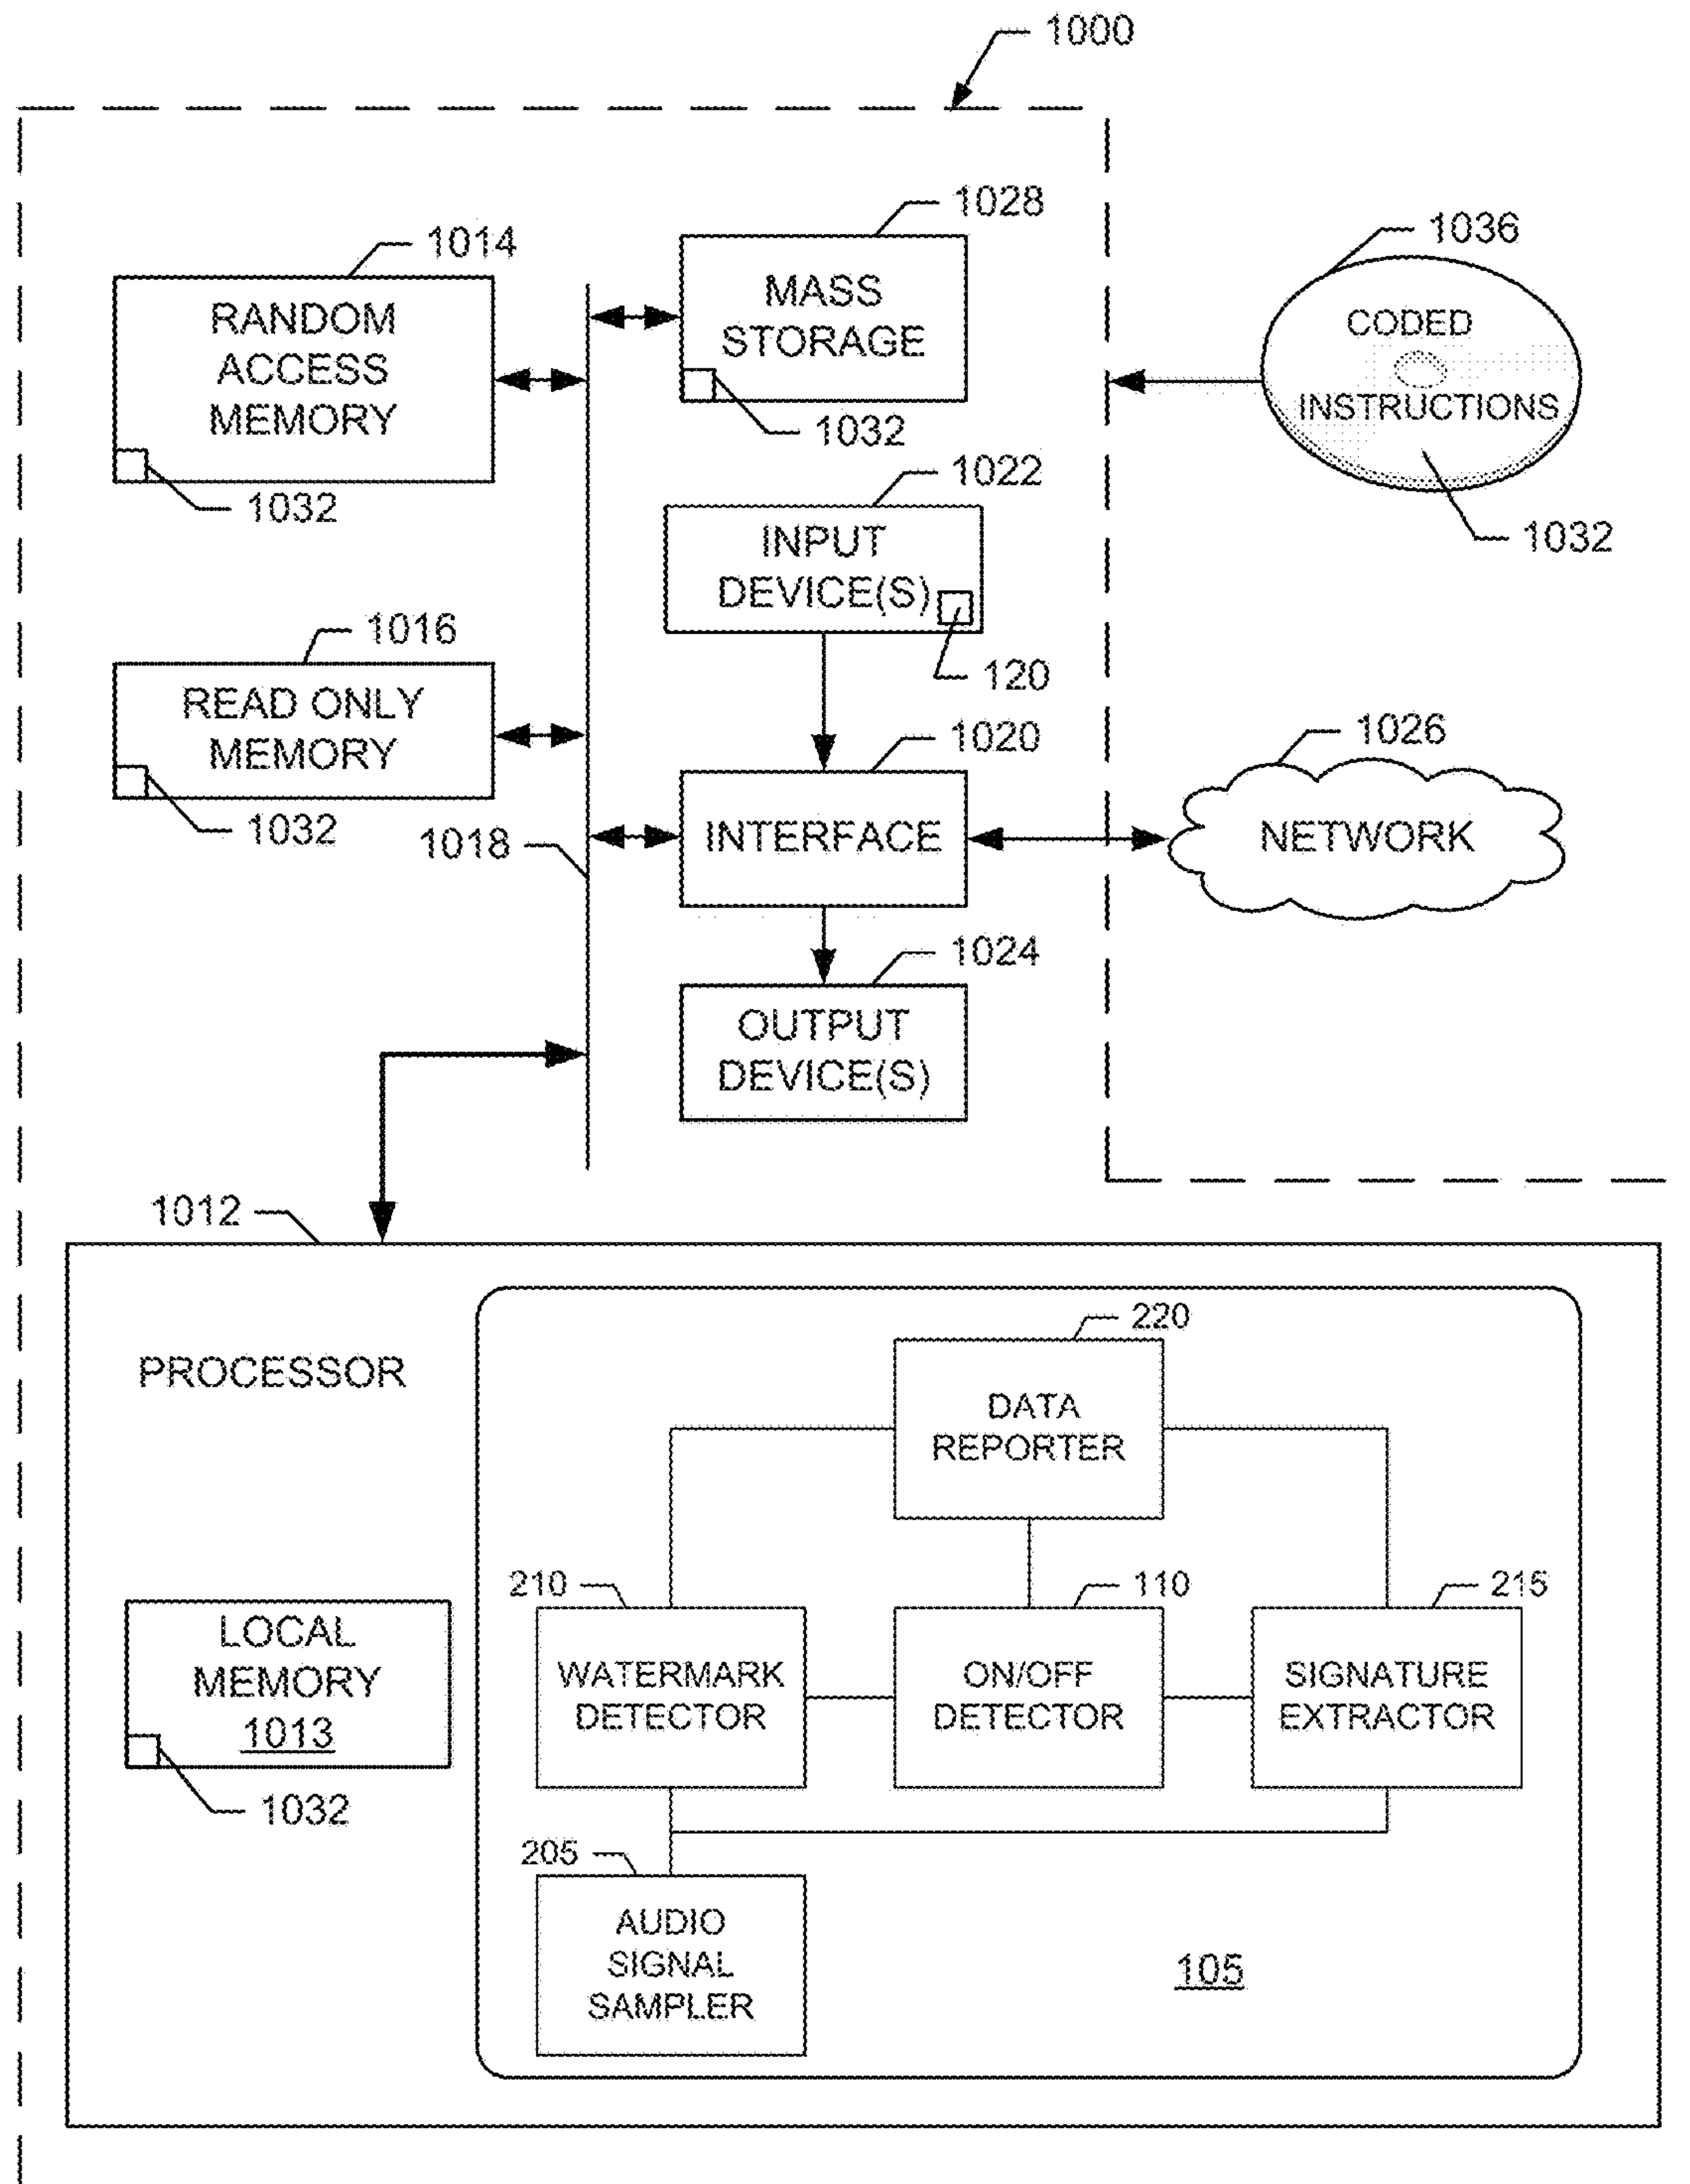 1000
1028
1014
1036
MASS
STORAGE
RANDOM
ACCESS
MEMORY
CODED
INSTRUCTIONS
1032
1032
1022
1032
INPUT
DEVICE(S)
120
1016
READ ONLY
MEMORY
1032
1018
1020
INTERFACE
1026
NETWORK
1024
OUTPUT
DEVICE(S)
1012
PROCESSOR
220
DATA
REPORTER
210
110
215
WATERMARK
DETECTOR
ON/OFF
DETECTOR
SIGNATURE
EXTRACTOR
LOCAL
MEMORY
1013
1032
205
AUDIO
SIGNAL
SAMPLER
105